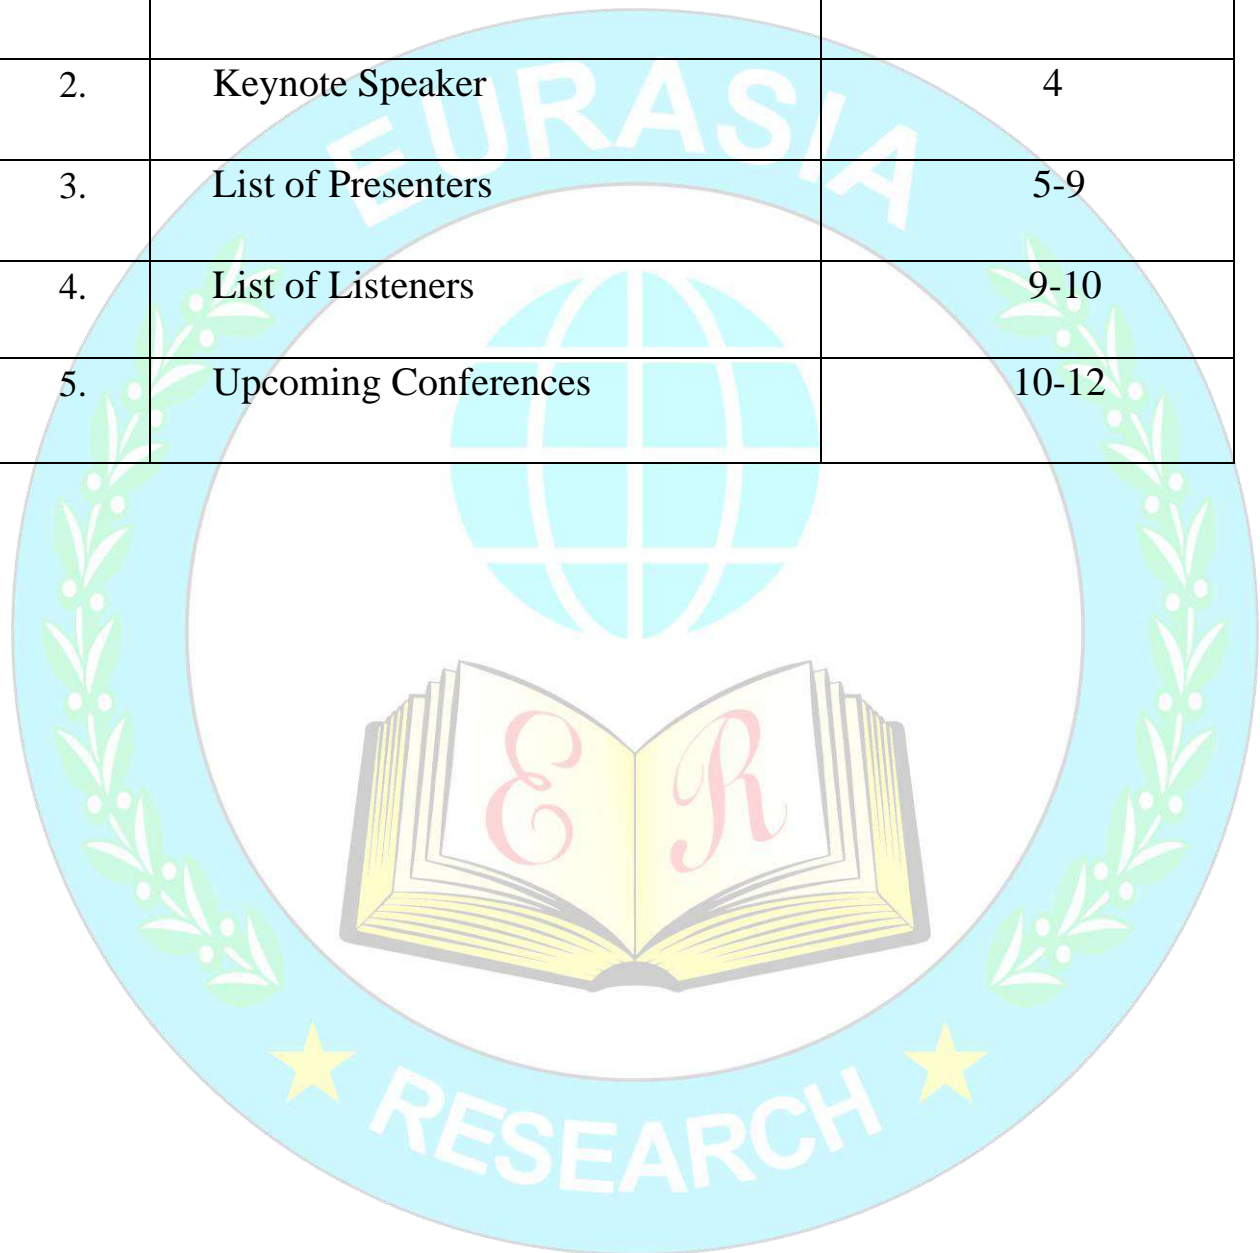 2. Keynote Speaker 4
3. List of Presenters 5-9
4. List of Listeners 9-10
5. Upcoming Conferences 10-12
EURASIA
E R
RESEARCH